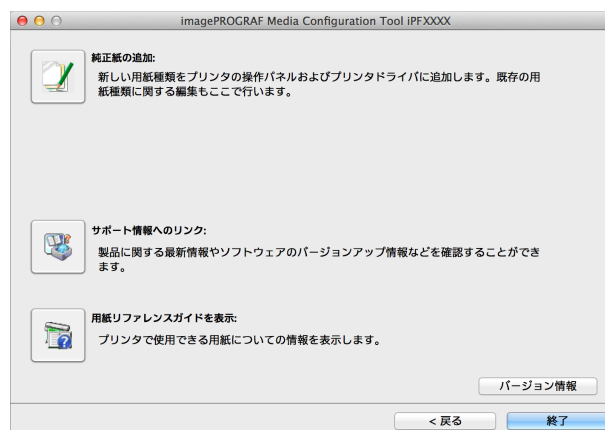 imagePROGRAF Media Configuration Tool iPFXXXX
純正紙の追加:
新しい用紙種類をプリンタの操作パネルおよびプリンタドライバに追加します。既存の用
紙種類に関する編集もここで行います。
サポート情報へのリンク:
製品に関する最新情報やソフトウェアのバージョンアップ情報などを確認することができ
ます。
用紙リファレンスガイドを表示:
プリンタで使用できる用紙についての情報を表示します。
バージョン情報
< 戻る
終了